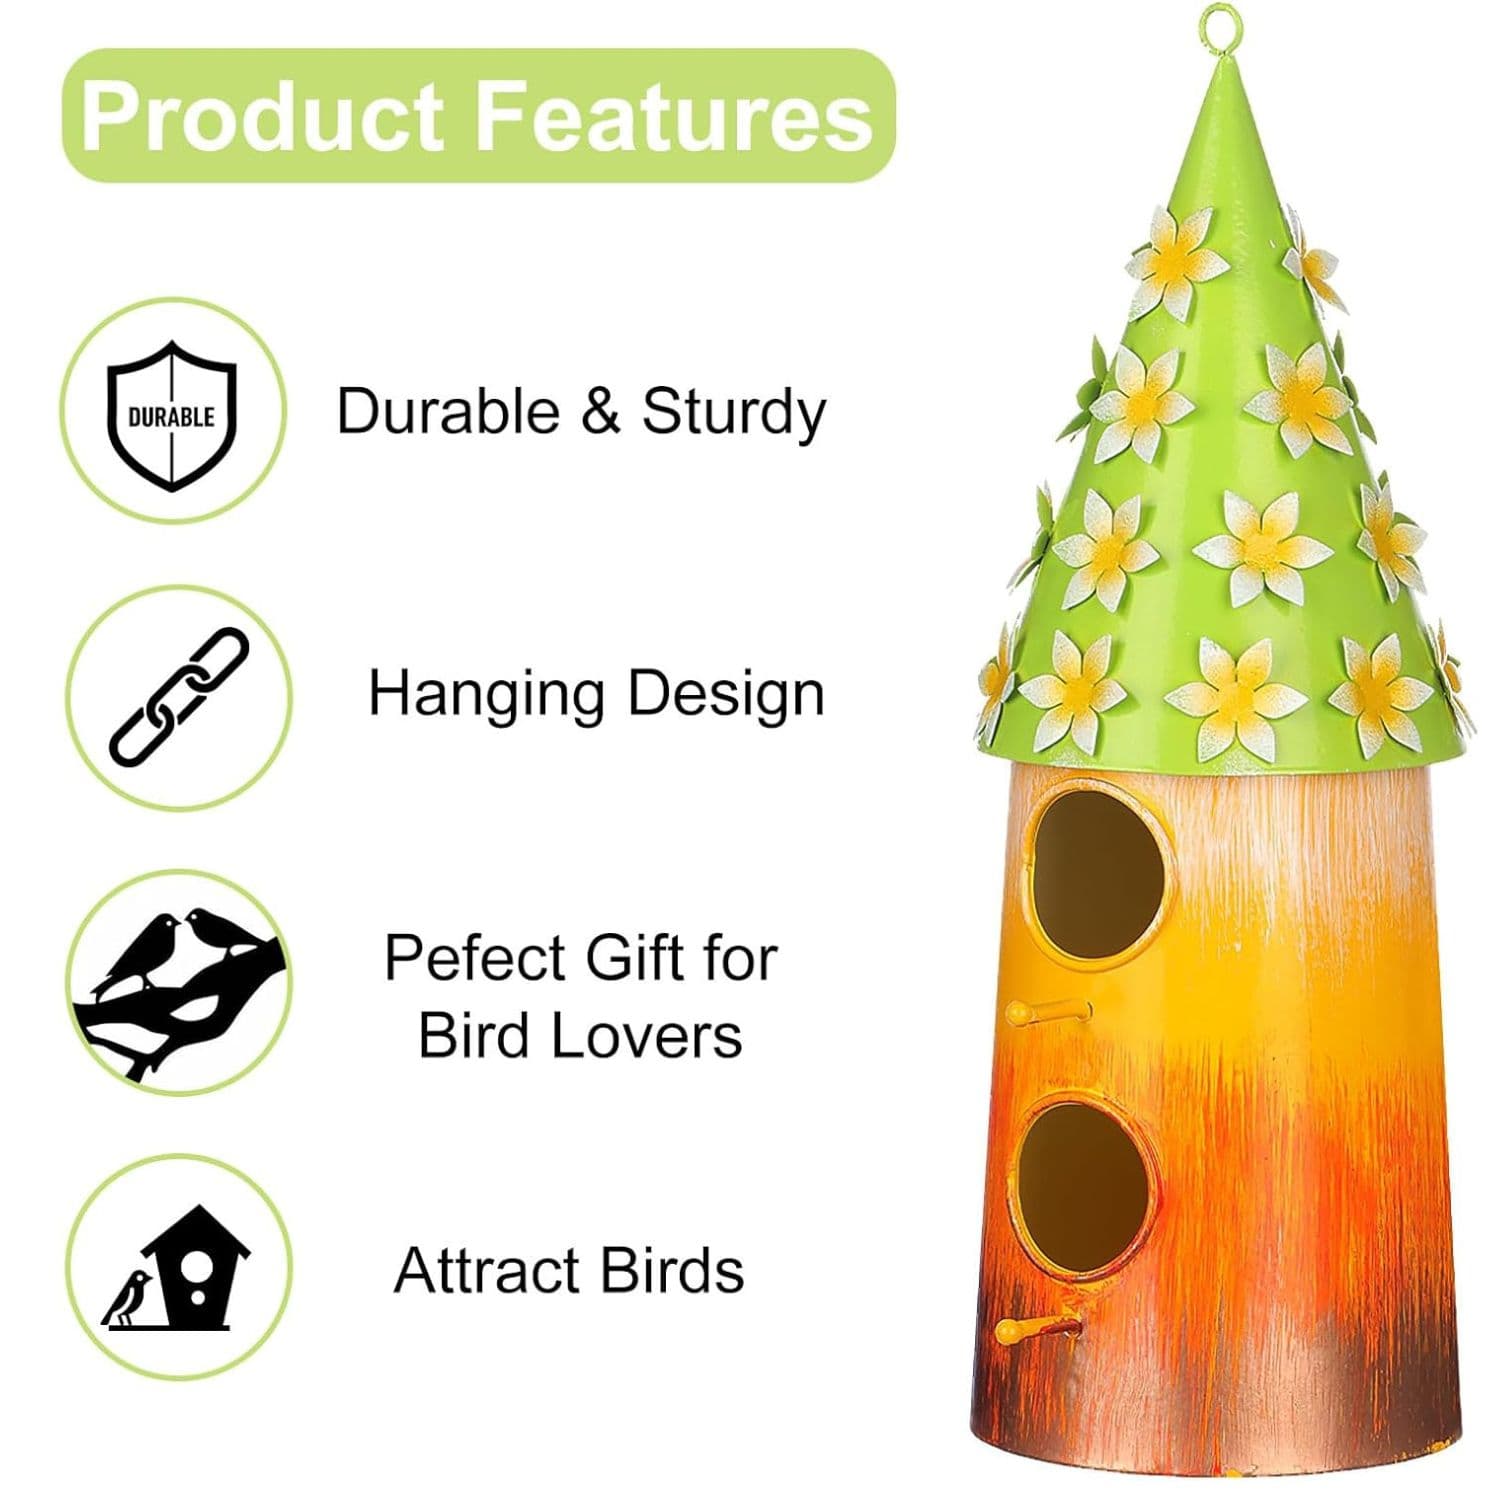 Product Features
DURABLE
Durable & Sturdy
Hanging Design
Pefect Gift for
Bird Lovers
Attract Birds